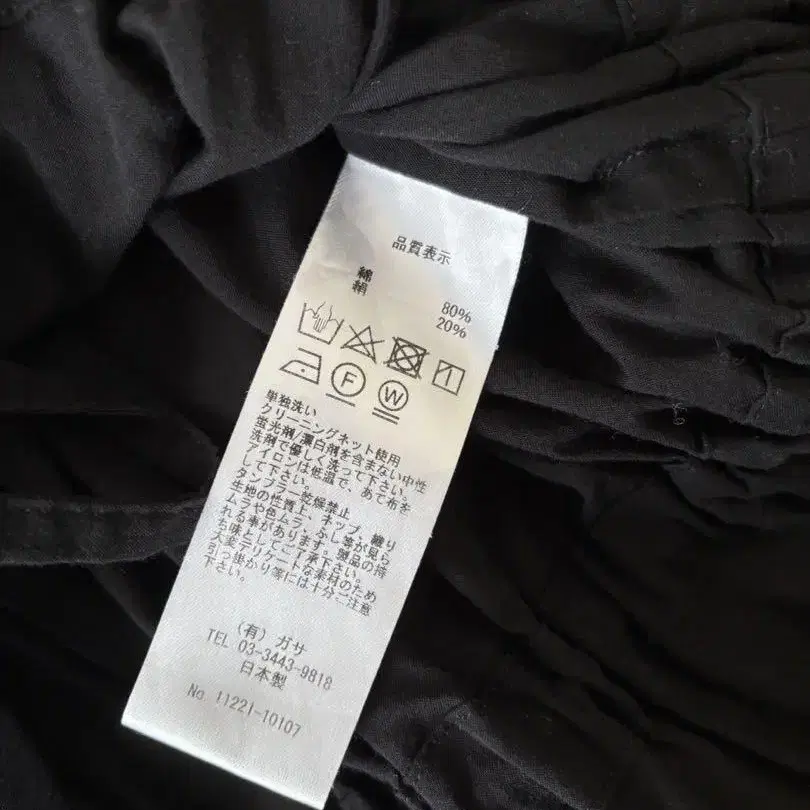 品質表示
綿 80%
絹 20%
F
W
単独洗い
クリーニングネット使用
蛍光剤/漂白剤を含まない中性
洗剤で優しく洗って下さい。
アイロンは低温で、あて布を
して下さい。
タンブラー乾燥禁止
生地の性質上、ネップ、織り
ムラや色ムラ、ふし等が見ら
れる事があります。製品の持
ち味としてご了承下さい。
大変デリケートな素材のため
引っ掛かり等には十分ご注意
下さい。
(有) ガサ
TEL 03-3443-9818
日本製
No. 11221-10107